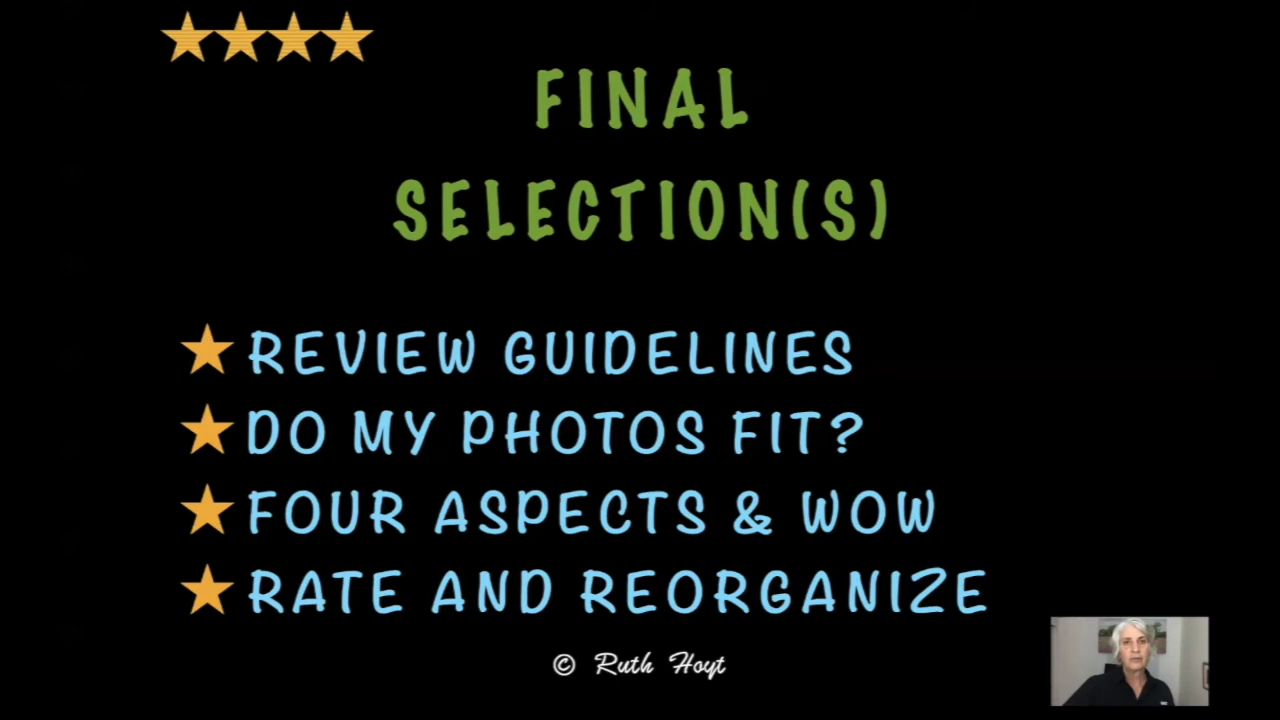 FINAL
SELECTION(S)
REVIEW GUIDELINES
DO MY PHOTOS FIT?
FOUR ASPECTS & WOW
RATE AND REORGANIZE
© Ruth Hoyt